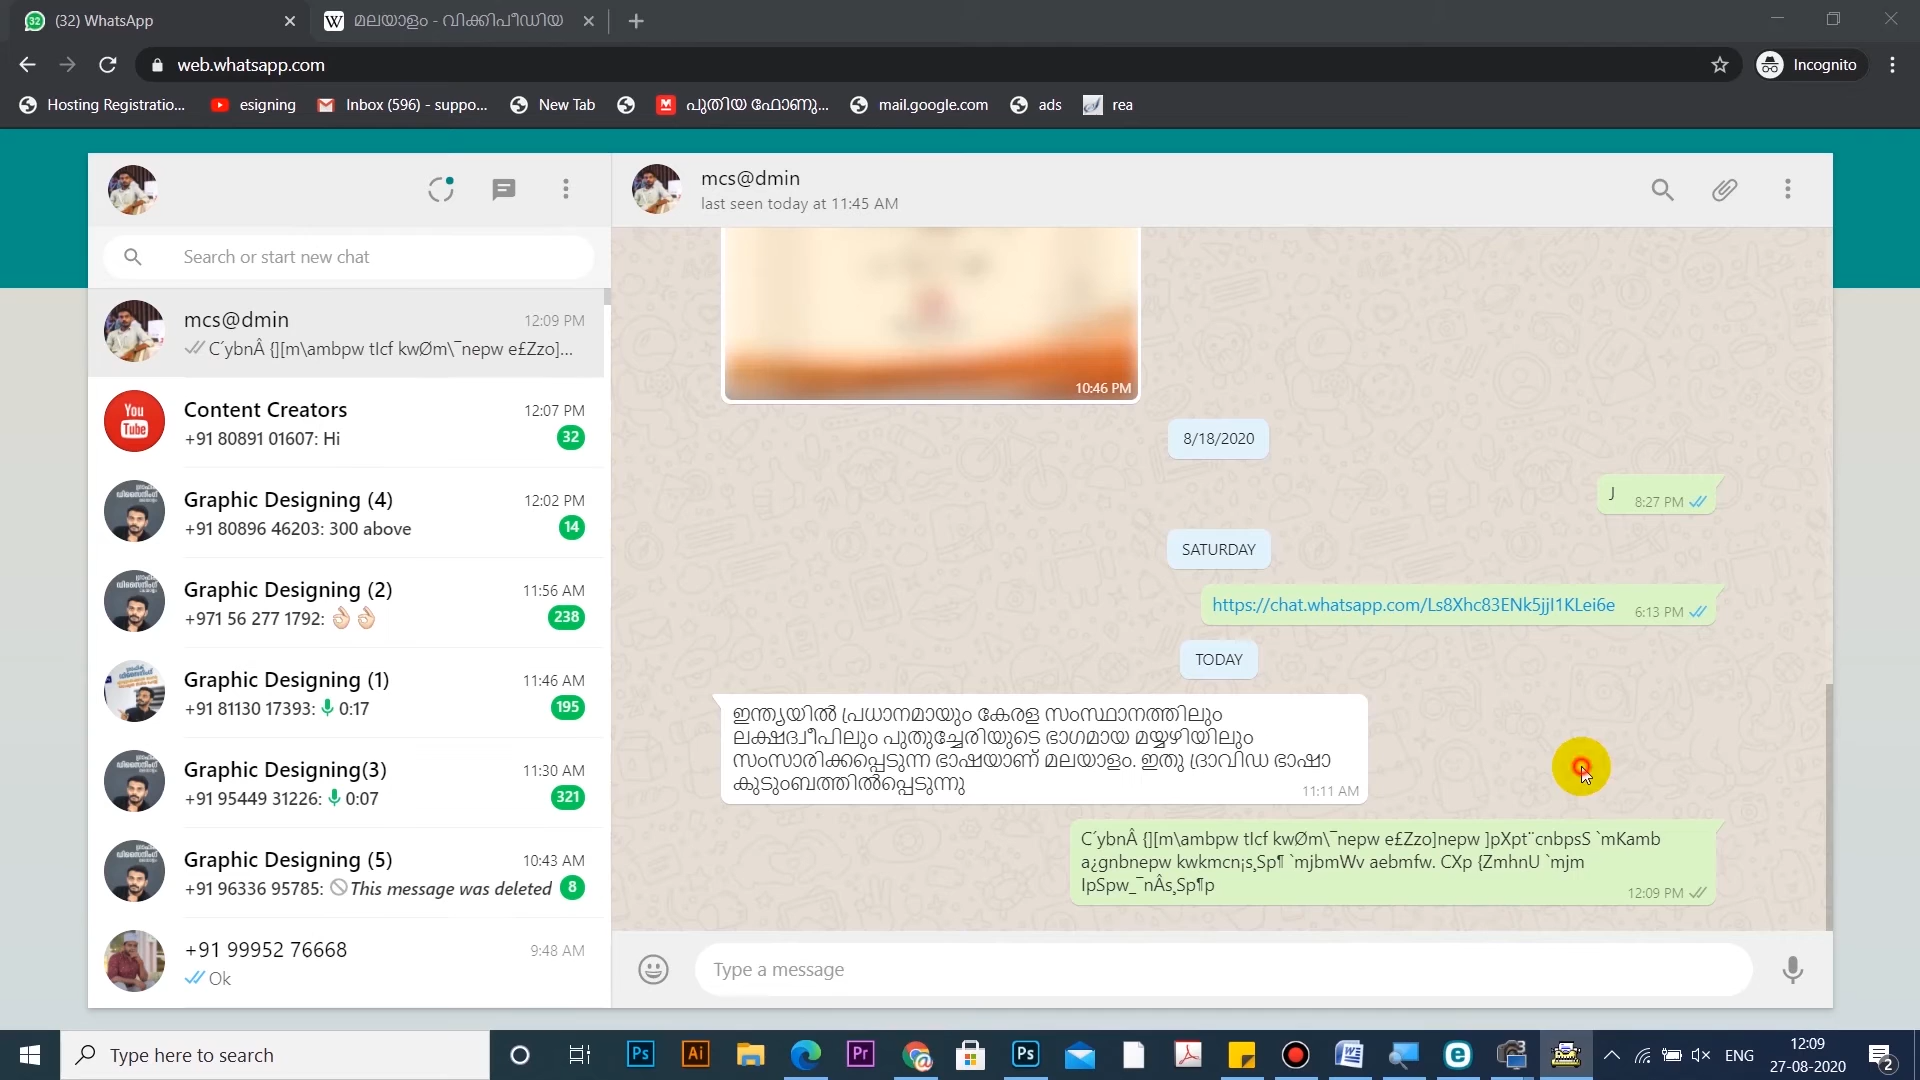 (32) WhatsApp
മലയാളം - വിക്കിപീഡിയ
web.whatsapp.com
Incognito
Hosting Registratio...
esigning
Inbox (596) - suppo...
New Tab
പുതിയ ഫോണു...
mail.google.com
ads
rea
mcs@dmin
last seen today at 11:45 AM
Search or start new chat
mcs@dmin
12:09 PM
C´ybnÂ {][m\ambpw tIcf kwØm\¯nepw e£Zzo]...
Content Creators
12:07 PM
+91 80891 01607: Hi
32
Graphic Designing (4)
12:02 PM
+91 80896 46203: 300 above
14
Graphic Designing (2)
11:56 AM
+971 56 277 1792: 👌🏻👌🏻
238
Graphic Designing (1)
11:46 AM
+91 81130 17393: 0:17
195
Graphic Designing(3)
11:30 AM
+91 95449 31226: 0:07
321
Graphic Designing (5)
10:43 AM
+91 96336 95785: This message was deleted
8
+91 99952 76668
9:48 AM
Ok
10:46 PM
8/18/2020
J
8:27 PM
SATURDAY
https://chat.whatsapp.com/Ls8Xhc83ENk5jjI1KLei6e
6:13 PM
TODAY
ഇന്ത്യയിൽ പ്രധാനമായും കേരള സംസ്ഥാനത്തിലും
ലക്ഷദ്വീപിലും പുതുച്ചേരിയുടെ ഭാഗമായ മയ്യഴിയിലും
സംസാരിക്കപ്പെടുന്ന ഭാഷയാണ് മലയാളം. ഇതു ദ്രാവിഡ ഭാഷാ
കുടുംബത്തിൽപ്പെടുന്നു
11:11 AM
C´ybnÂ {][m\ambpw tIcf kwØm\¯nepw e£Zzo]nepw ]pXpt¨cnbpsS `mKamb
a¿gnbnepw kwkmcn¡s¸Sp¶ `mjbmWv aebmfw. CXp {ZmhnU `mjm
IpSpw_¯nÂs¸Sp¶p
12:09 PM
Type a message
Type here to search
ENG
12:09
27-08-2020
2